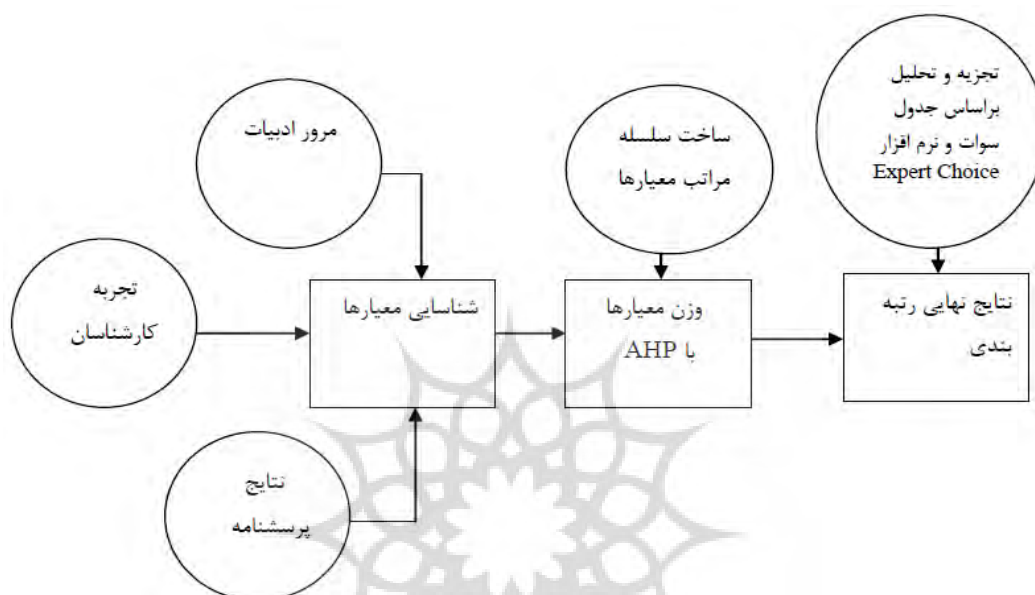 تجزیه و تحلیل
براساس جدول
سوات و نرم افزار
Expert Choice
ساخت سلسله
مراتب معیارها
مرور ادبیات
تجربه
کارشناسان
شناسایی معیارها
وزن معیارها
با AHP
نتایج نهایی رتبه
بندی
نتایج
پرسشنامه